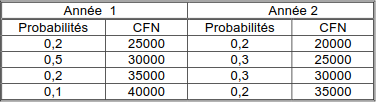 Année 1 Année 2
Probabilités CFN Probabilités CFN
0,2 25000 0,2 20000
0,5 30000 0,3 25000
0,2 35000 0,3 30000
0,1 40000 0,2 35000